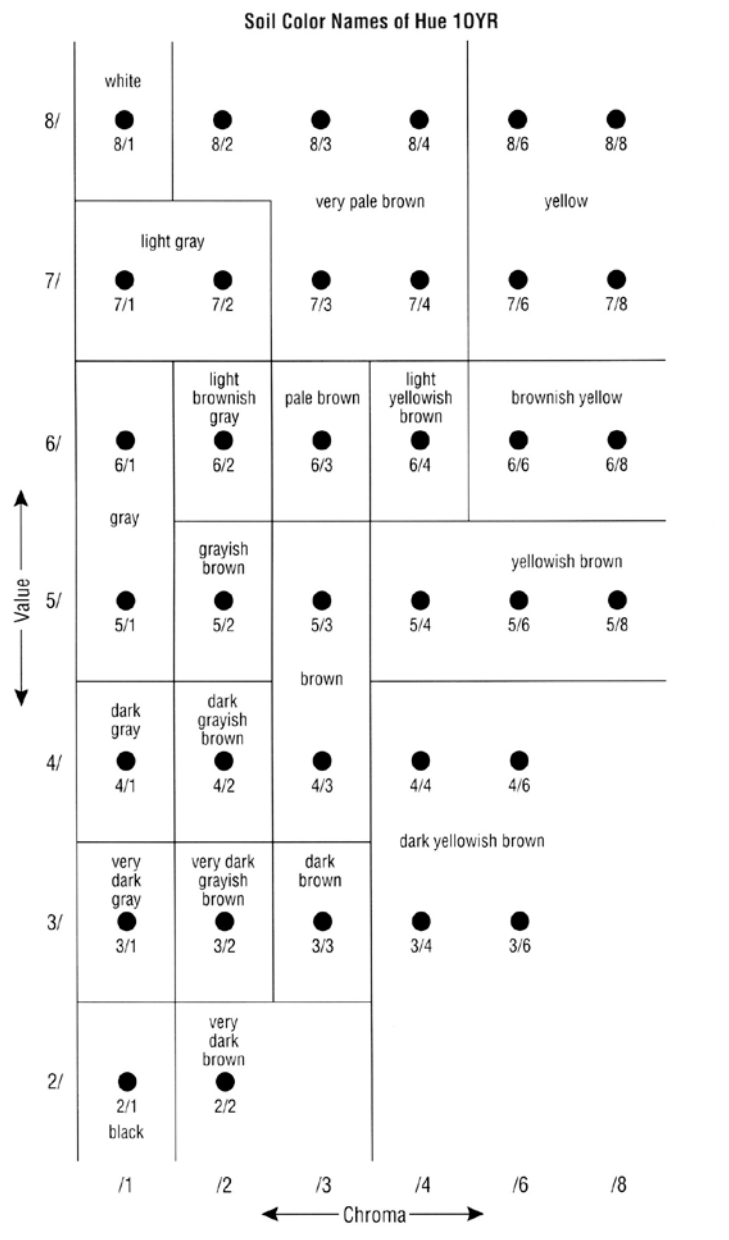 Soil Color Names of Hue 10YR
white
8/
8/1 8/2 8/3 8/4 8/6 8/8
very pale brown yellow
light gray
7/
7/1 7/2 7/3 7/4 7/6 7/8
light
brownish
gray
pale brown
light
yellowish
brown
brownish yellow
6/
6/1 6/2 6/3 6/4 6/6 6/8
gray
grayish
brown
yellowish brown
5/
5/1 5/2 5/3 5/4 5/6 5/8
Value
brown
dark
gray
dark
grayish
brown
4/
4/1 4/2 4/3 4/4 4/6
dark yellowish brown
very
dark
gray
very dark
grayish
brown
dark
brown
3/
3/1 3/2 3/3 3/4 3/6
very
dark
brown
2/
2/1 2/2
black
/1 /2 /3 /4 /6 /8
Chroma